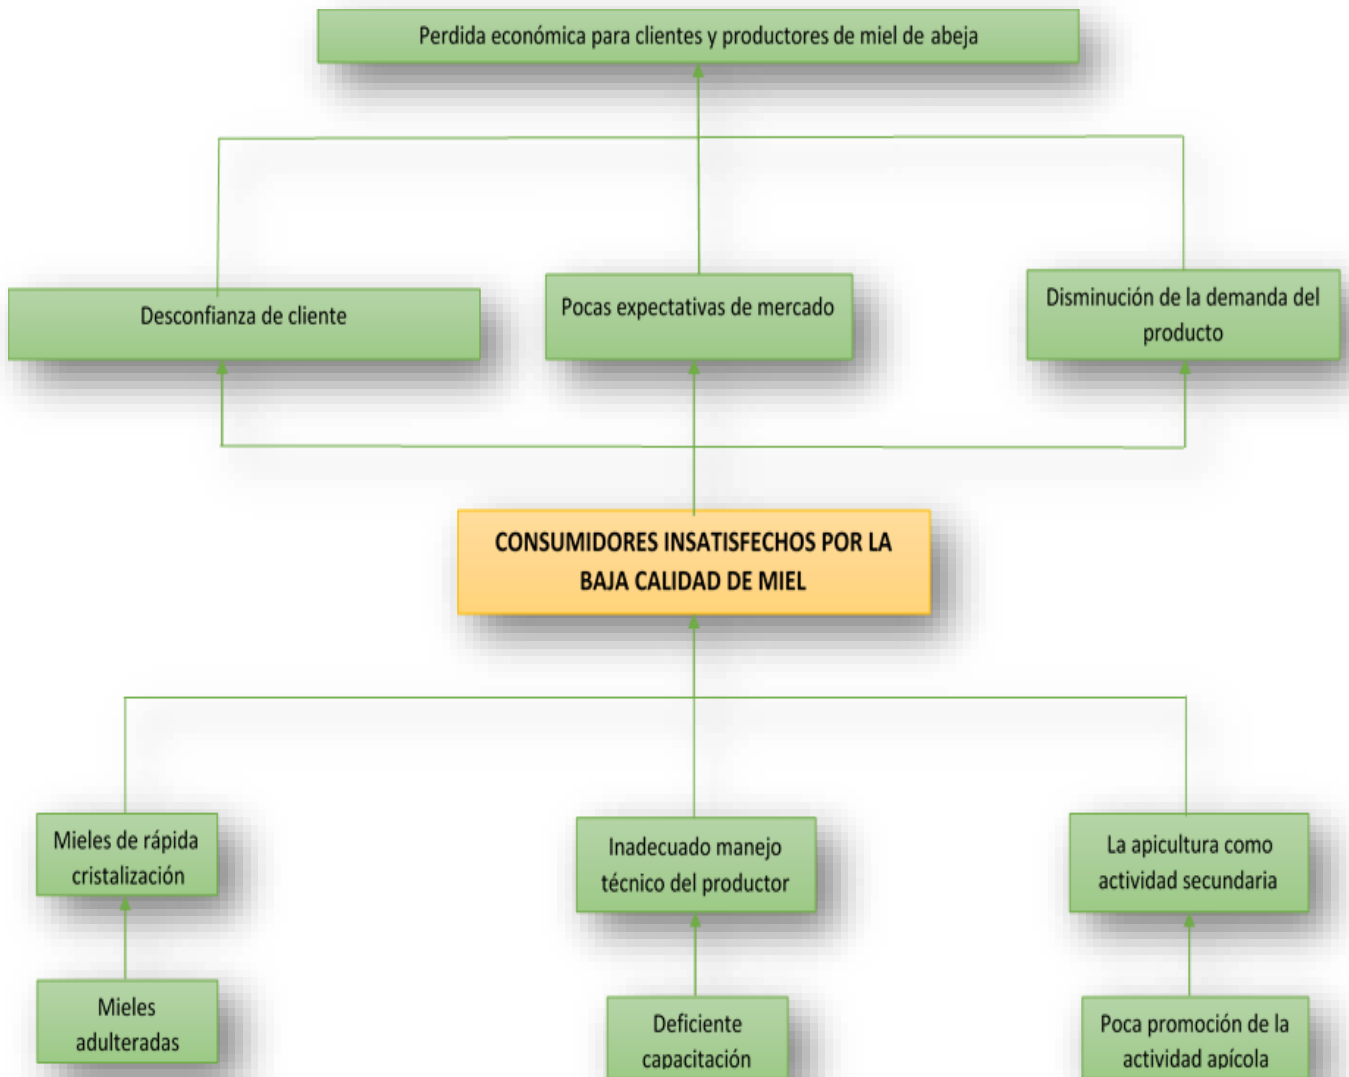 Perdida económica para clientes y productores de miel de abeja
Desconfianza de cliente
Pocas expectativas de mercado
Disminución de la demanda del
producto
CONSUMIDORES INSATISFECHOS POR LA
BAJA CALIDAD DE MIEL
Mieles de rápida
cristalización
Inadecuado manejo
técnico del productor
La apicultura como
actividad secundaria
Mieles
adulteradas
Deficiente
capacitación
Poca promoción de la
actividad apícola